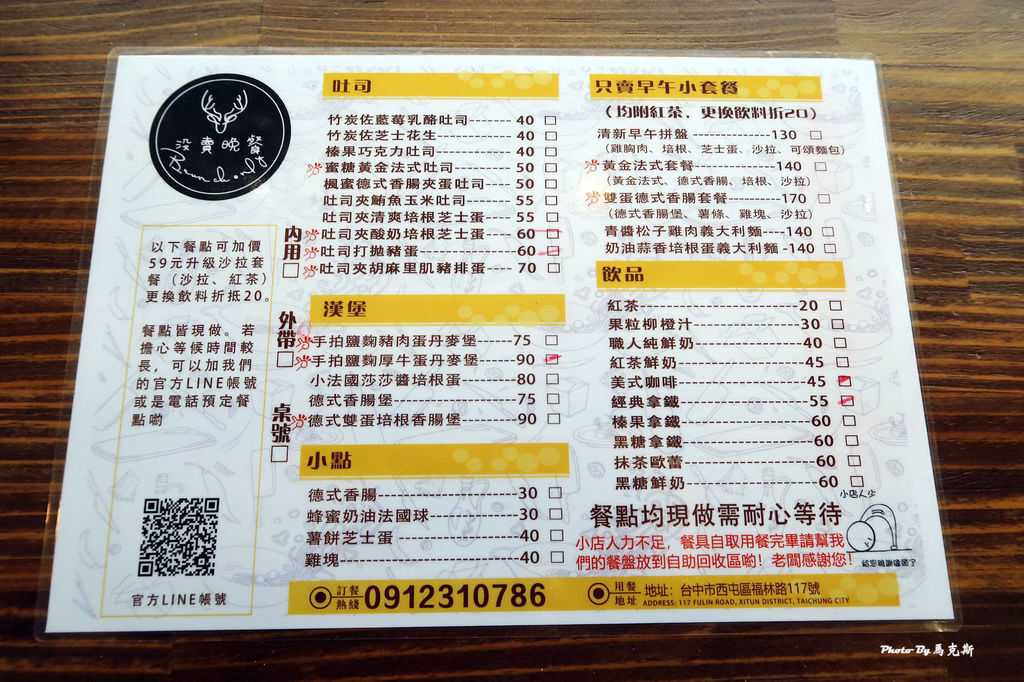 没賣晚餐
吐司
竹炭佐藍莓乳酪吐司-------40
竹炭佐芝士花生----------40
榛果巧克力吐司----------40
蜜糖黃金法式吐司--------50
楓蜜德式香腸夾蛋吐司----50
吐司夾鮪魚玉米吐司------55
吐司夾清爽培根芝士蛋----55
吐司夾酸奶培根芝士蛋----60
吐司打拋豬蛋------------60
吐司夾胡麻里肌豬排蛋----70
漢堡
手拍鹽麴豬肉蛋丹麥堡-----75
手拍鹽麴厚牛蛋丹麥堡-----90
小法國莎莎醬培根蛋-------80
德式香腸堡--------------75
德式雙蛋培根香腸堡-------90
小點
德式香腸----------------30
蜂蜜奶油法國球----------30
薯餅芝士蛋--------------40
雞塊--------------------40
只賣早午小套餐
(均附紅茶，更換飲料折20)
清新早午拼盤-----------130
(雞胸肉、培根、芝士蛋、沙拉、可頌麵包)
黃金法式套餐-----------140
(黃金法式、德式香腸、培根、沙拉)
雙蛋德式香腸套餐-------170
(德式香腸堡、薯條、雞塊、沙拉)
青醬松子雞肉義大利麵----140
奶油蒜香培根蛋義大利麵-140
飲品
紅茶-------------------20
果粒柳橙汁-------------30
職人純鮮奶-------------40
紅茶鮮奶---------------45
美式咖啡---------------45
經典拿鐵---------------55
榛果拿鐵---------------60
黑糖拿鐵---------------60
抹茶歐蕾---------------60
黑糖鮮奶---------------60
內用
外帶
桌號
以下餐點可加價
59元升級沙拉套
餐（沙拉、紅茶）
更換飲料折抵20。
餐點皆現做。若
擔心等候時間較
長，可以加我們
的官方LINE帳號
或是電話預定餐
點喲
官方LINE帳號
小店人少
餐點均現做需耐心等待
小店人力不足，餐具自取用餐完畢請幫我
們的餐盤放到自助回收區喲！老闆感謝您！
訂餐
熱綫
0912310786
用餐
地址
地址：台中市西屯區福林路117號
ADDRESS: 117 FULIN ROAD, XITUN DISTRICT, TAICHUNG CITY
Photo By 馬克斯